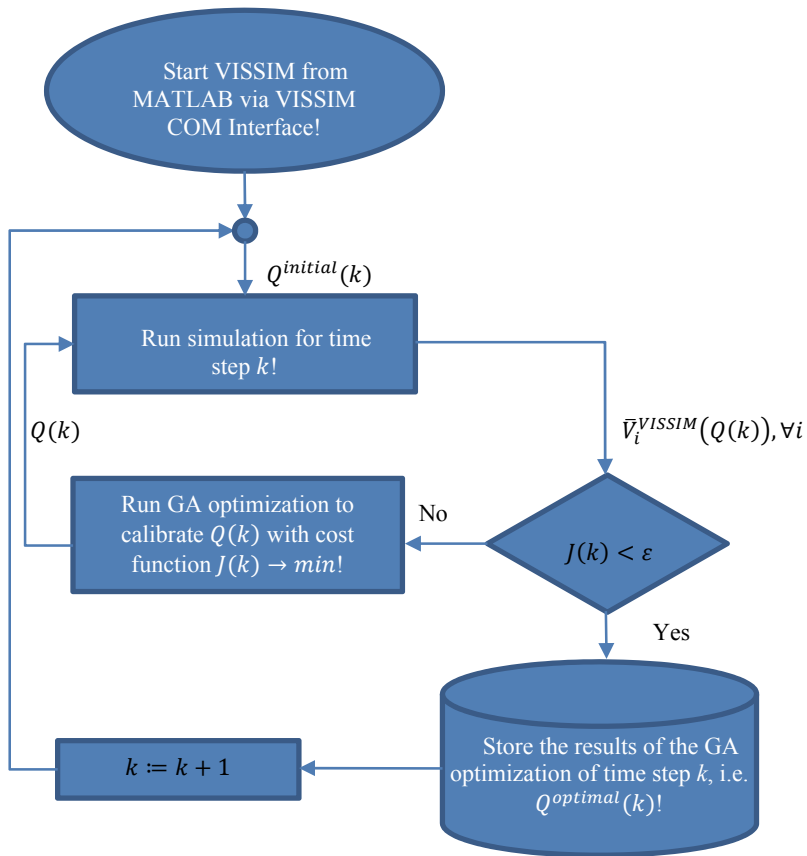 Start VISSIM from
MATLAB via VISSIM
COM Interface!
Q^{initial}(k)
Run simulation for time
step k!
Q(k)
V̄_i^{VISSIM}(Q(k)), ∀i
Run GA optimization to
calibrate Q(k) with cost
function J(k) → min!
No
J(k) < ε
Yes
Store the results of the GA
optimization of time step k, i.e.
Q^{optimal}(k)!
k ≔ k + 1